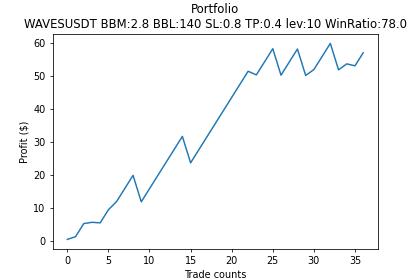 Portfolio
WAVESUSDT BBM:2.8 BBL:140 SL:0.8 TP:0.4 lev:10 WinRatio:78.0
60
50
40
30
20
10
0
Profit ($)
0 5 10 15 20 25 30 35
Trade counts